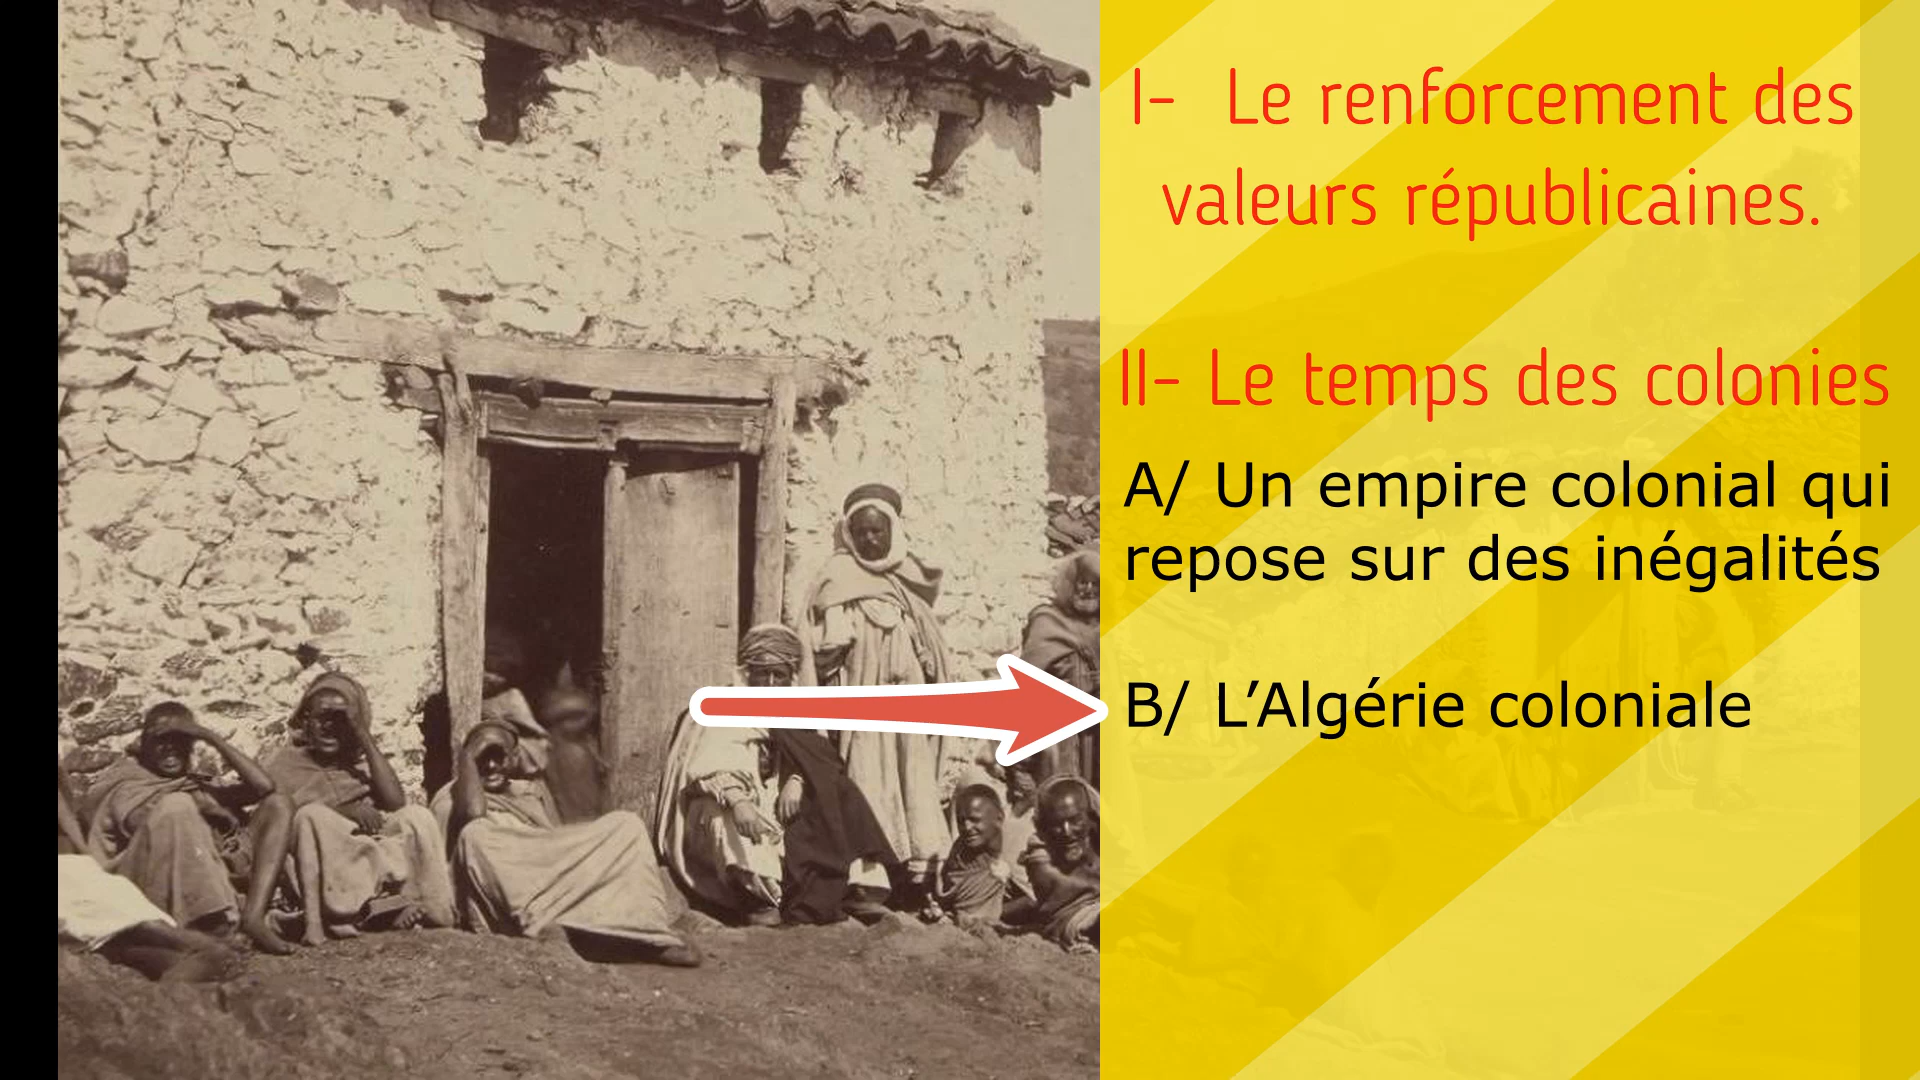 I- Le renforcement des
valeurs républicaines.
II- Le temps des colonies
A/ Un empire colonial qui
repose sur des inégalités
B/ L’Algérie coloniale